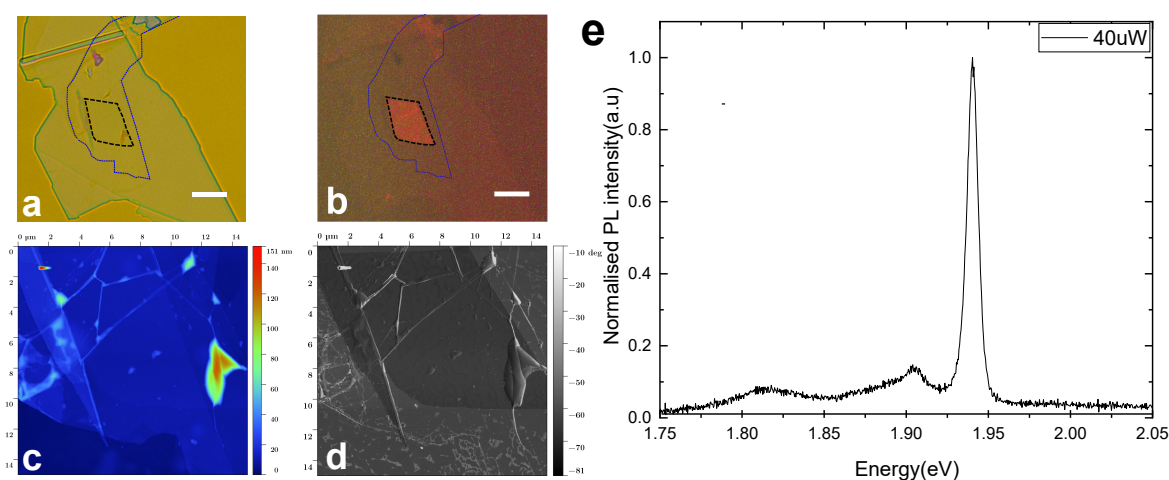 a
b
0 μm 2 4 6 8 10 12 14
0
2
4
6
8
10
12
14
151 nm
140
120
100
80
60
40
20
0
c
0 μm 2 4 6 8 10 12 14
0
2
4
6
8
10
12
14
−10 deg
−20
−30
−40
−50
−60
−70
−81
d
e
40uW
Normalised PL intensity(a.u)
1.0
0.8
0.6
0.4
0.2
0.0
1.75 1.80 1.85 1.90 1.95 2.00 2.05
Energy(eV)